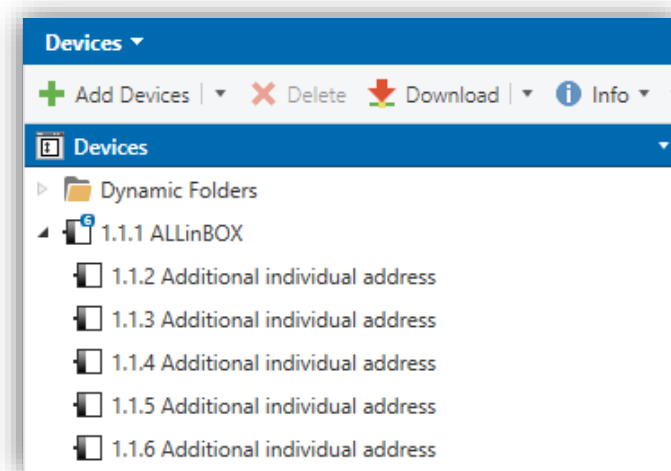 Devices
Add Devices Delete Download Info
Devices
Dynamic Folders
6
1.1.1 ALLinBOX
1.1.2 Additional individual address
1.1.3 Additional individual address
1.1.4 Additional individual address
1.1.5 Additional individual address
1.1.6 Additional individual address